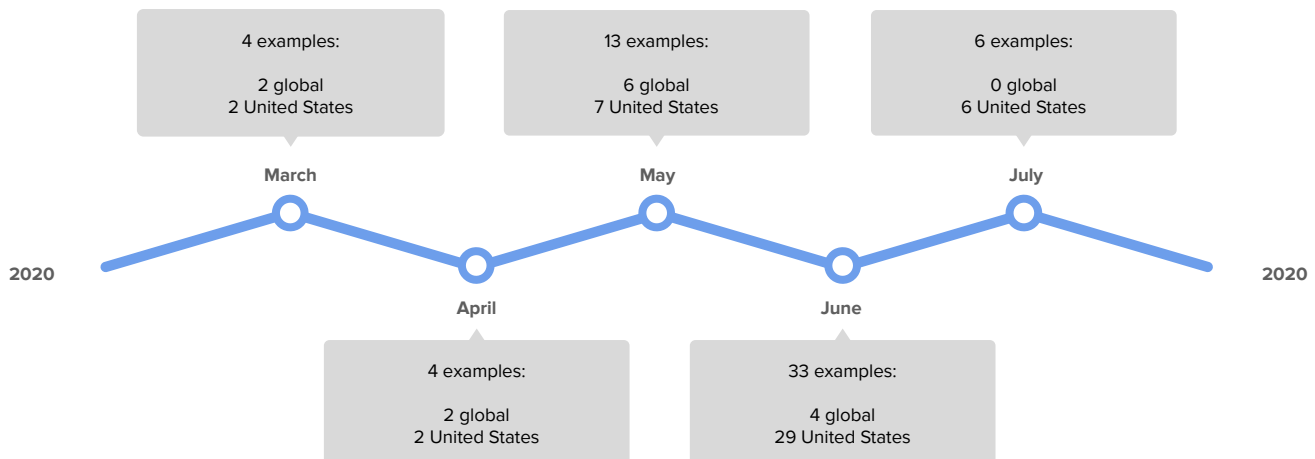 4 examples:
2 global
2 United States
13 examples:
6 global
7 United States
6 examples:
0 global
6 United States
March
May
July
2020
2020
April
June
4 examples:
2 global
2 United States
33 examples:
4 global
29 United States